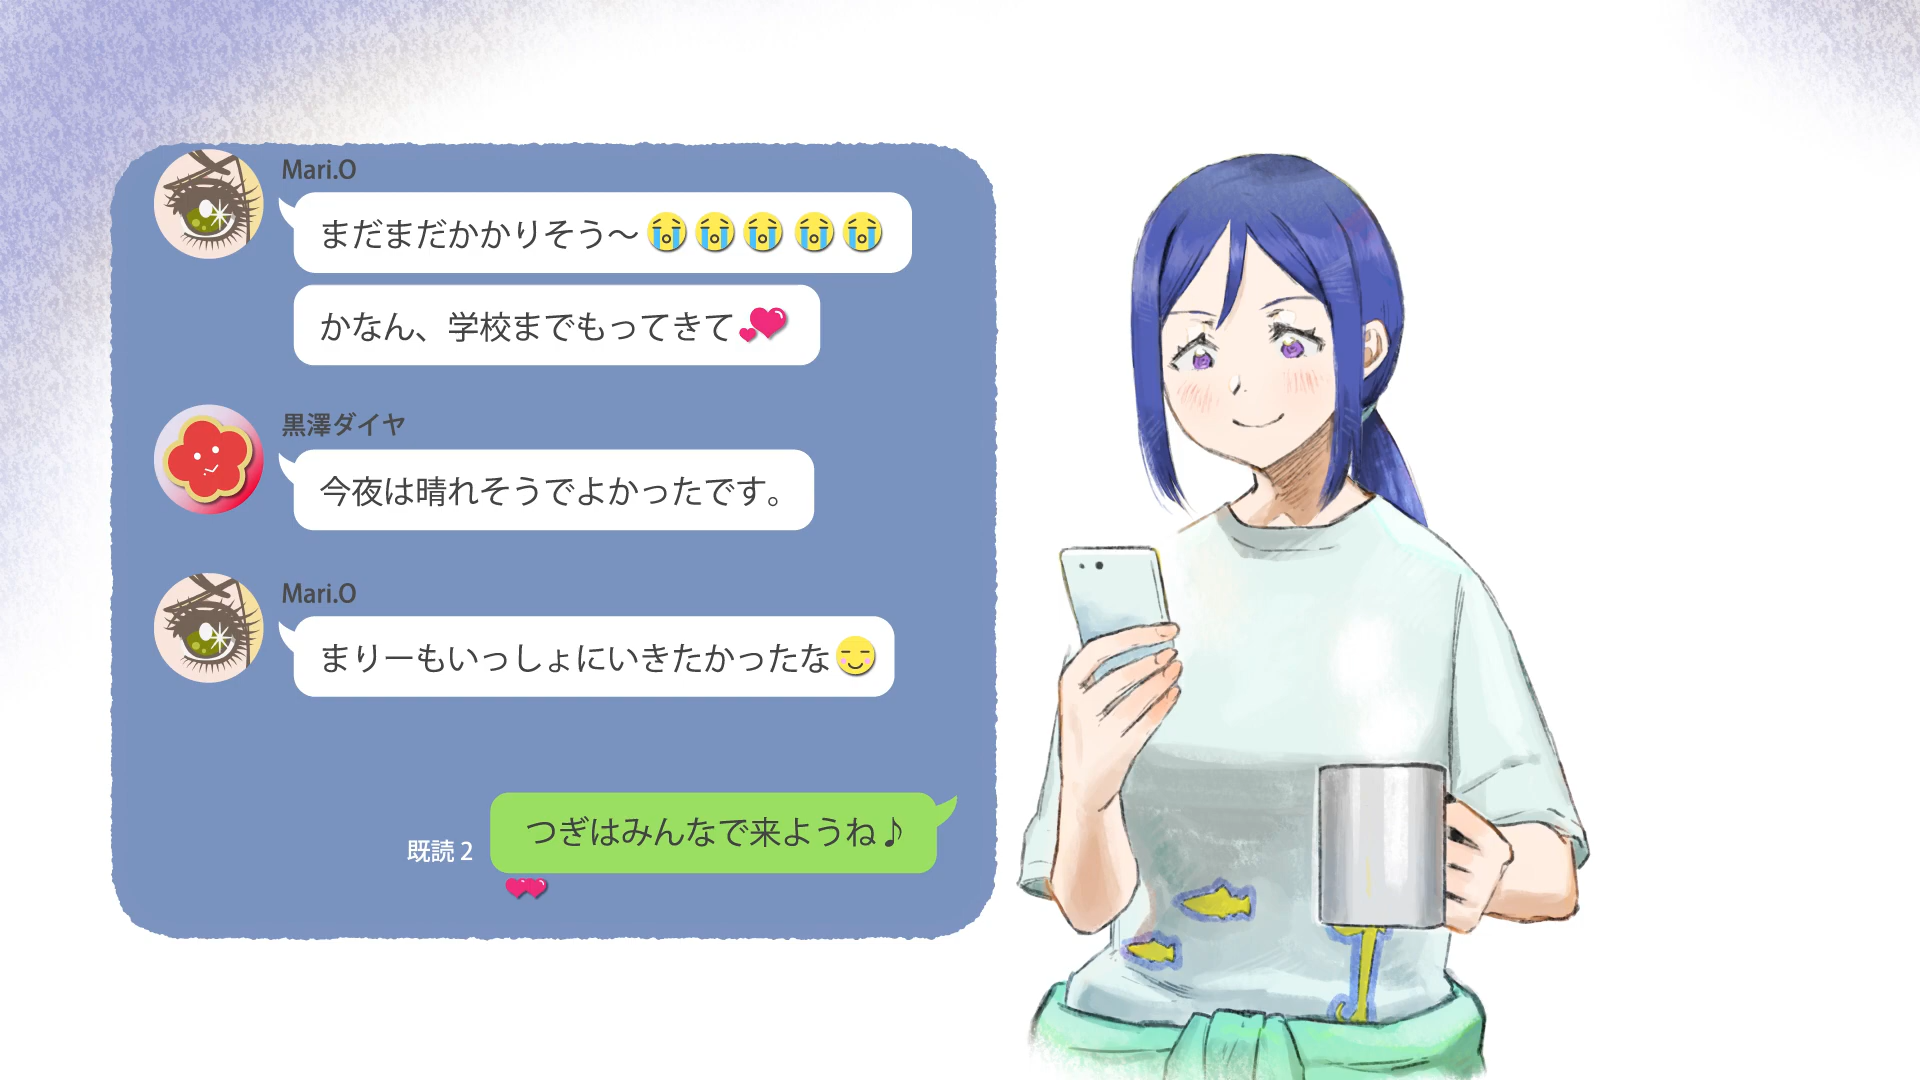 Mari.O
まだまだかかりそう～😭😭😭😭😭
かなん、学校までもってきて💕
黒澤ダイヤ
今夜は晴れそうでよかったです。
Mari.O
まりーもいっしょにいきたかったな😌
つぎはみんなで来ようね♪
既読 2